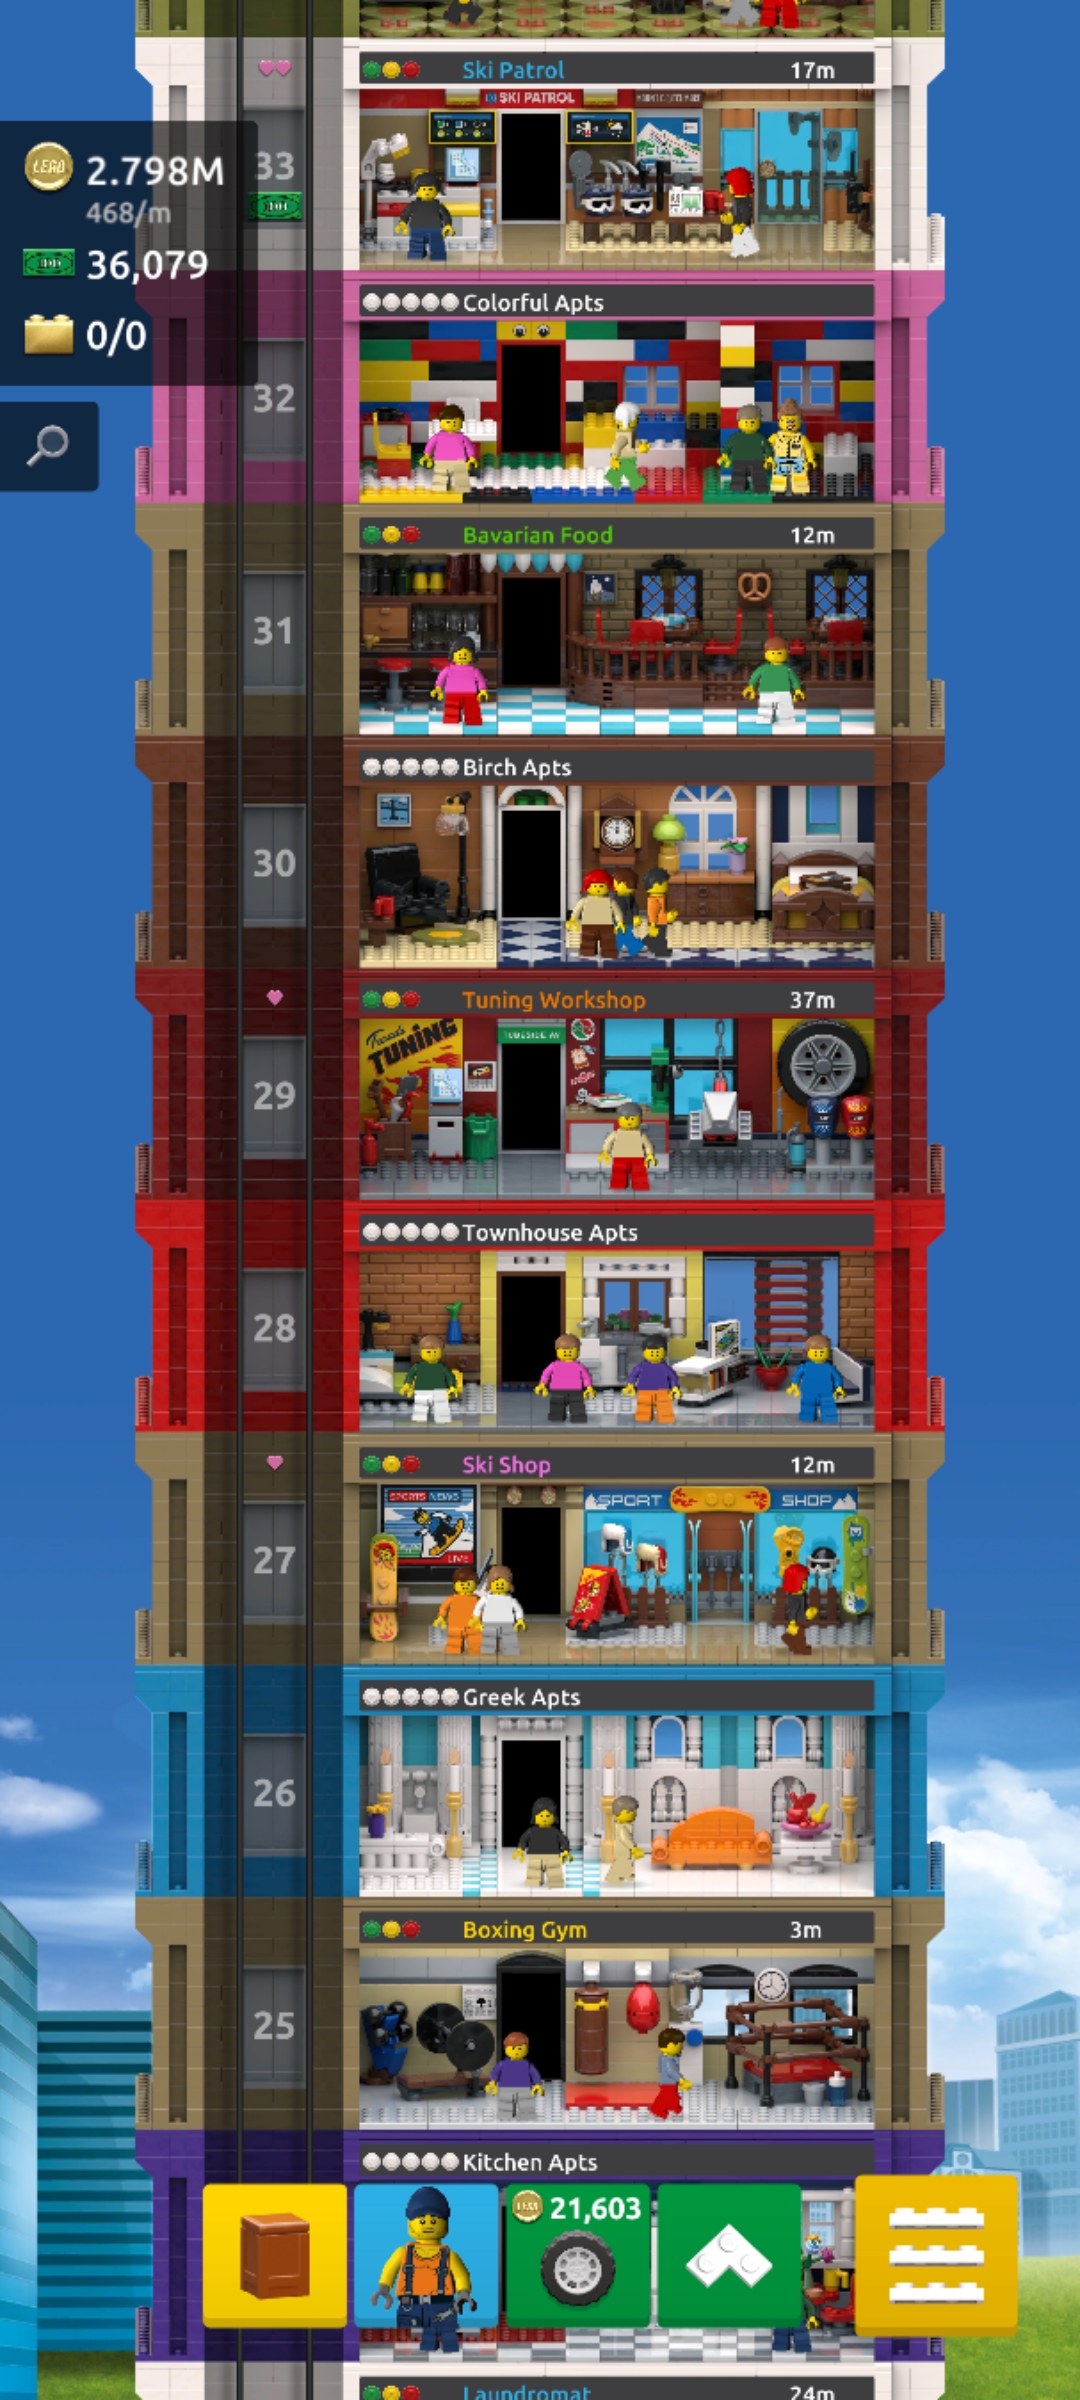 Ski Patrol 17m
SKI PATROL
33
LEGO 2.798M
468/m
36,079
0/0
Colorful Apts
32
Bavarian Food 12m
31
Birch Apts
30
Tuning Workshop 37m
TUNING
29
Townhouse Apts
28
Ski Shop 12m
SPORTS NEWS
LIVE
SPORT SHOP
27
Greek Apts
26
Boxing Gym 3m
25
Kitchen Apts
21,603
Laundromat 24m